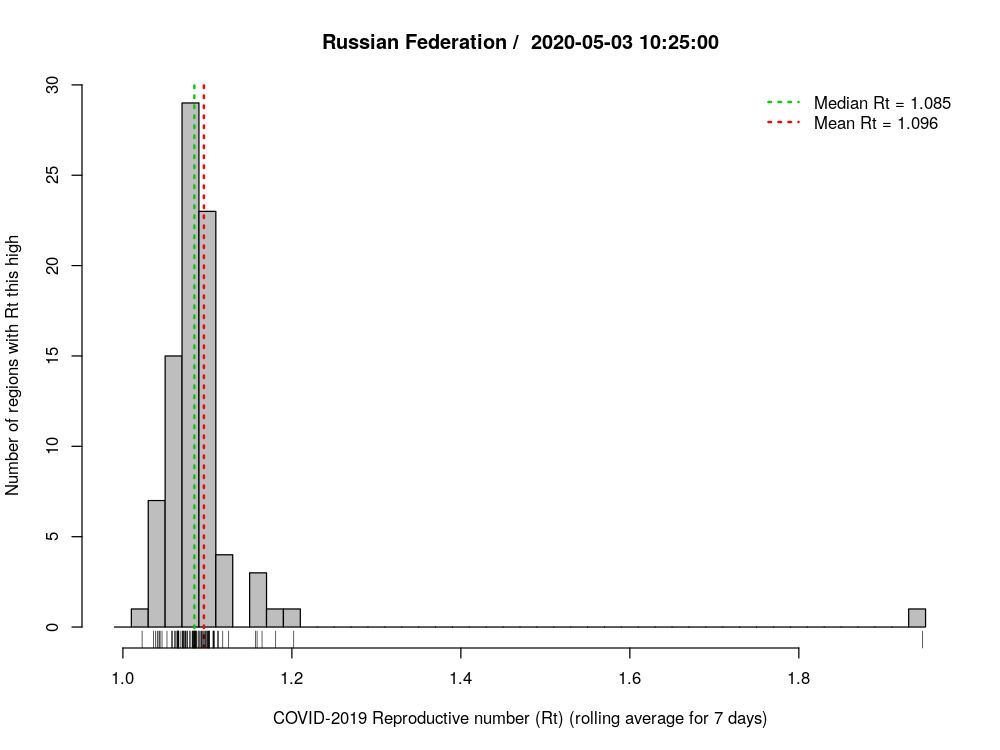 Russian Federation /  2020-05-03 10:25:00
Median Rt = 1.085
Mean Rt = 1.096
Number of regions with Rt this high
30
25
20
15
10
5
0
1.0 1.2 1.4 1.6 1.8
COVID-2019 Reproductive number (Rt) (rolling average for 7 days)